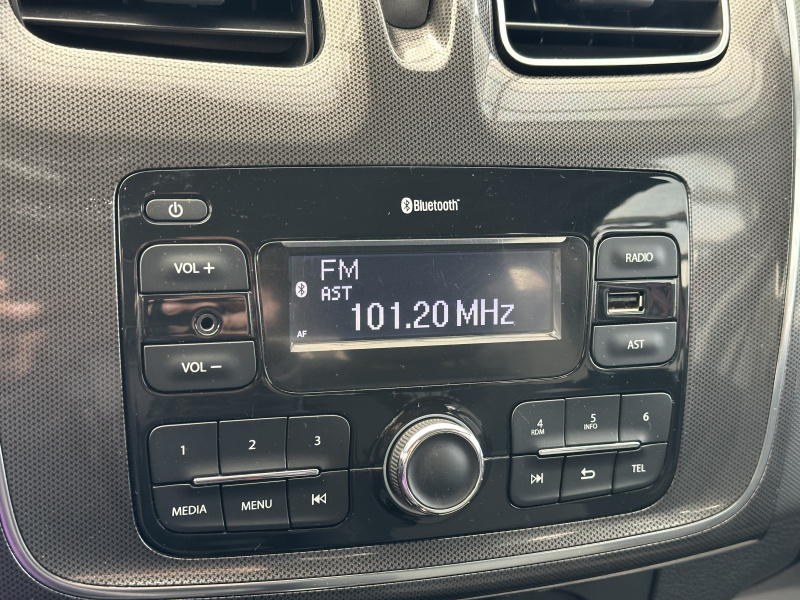 Bluetooth
VOL +
RADIO
FM
AST
101.20 MHz
AF
VOL −
AST
1
2
3
4
RDM
5
INFO
6
MEDIA
MENU
TEL